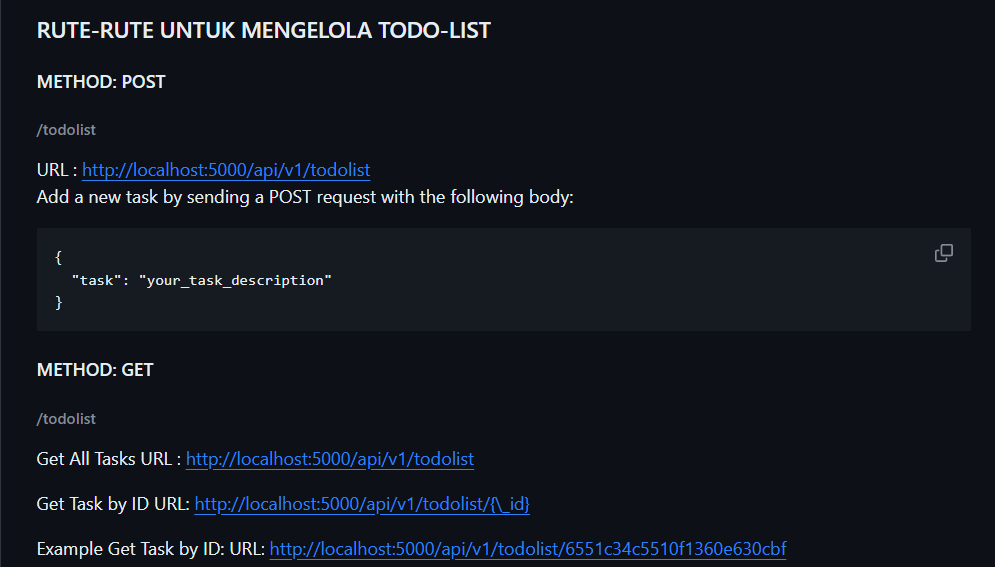 RUTE-RUTE UNTUK MENGELOLA TODO-LIST
METHOD: POST
/todolist
URL : http://localhost:5000/api/v1/todolist
Add a new task by sending a POST request with the following body:
{
  "task": "your_task_description"
}
METHOD: GET
/todolist
Get All Tasks URL : http://localhost:5000/api/v1/todolist
Get Task by ID URL: http://localhost:5000/api/v1/todolist/{\_id}
Example Get Task by ID: URL: http://localhost:5000/api/v1/todolist/6551c34c5510f1360e630cbf